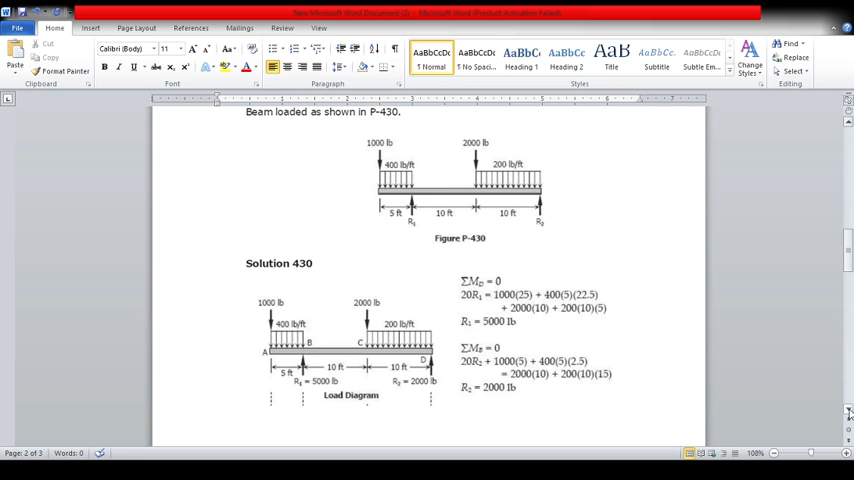 New Microsoft Word Document (2) - Microsoft Word (Product Activation Failed)
File Home Insert Page Layout References Mailings Review View
Paste
Cut
Copy
Format Painter
Clipboard
Calibri (Body) 11
Font
Paragraph
AaBbCcDc
¶ Normal
AaBbCcDc
¶ No Spaci...
AaBbC
Heading 1
AaBbCc
Heading 2
AaB
Title
AaBbCc.
Subtitle
AaBbCcDc
Subtle Em...
Change
Styles
Styles
Find
Replace
Select
Editing
Beam loaded as shown in P-430.
1000 lb 2000 lb
400 lb/ft 200 lb/ft
5 ft 10 ft 10 ft
R₁ R₂
Figure P-430
Solution 430
1000 lb 2000 lb
400 lb/ft 200 lb/ft
A B C D
5 ft 10 ft 10 ft
R₁ = 5000 lb R₂ = 2000 lb
Load Diagram
ΣM_D = 0
20R₁ = 1000(25) + 400(5)(22.5)
+ 2000(10) + 200(10)(5)
R₁ = 5000 lb
ΣM_B = 0
20R₂ + 1000(5) + 400(5)(2.5)
= 2000(10) + 200(10)(15)
R₂ = 2000 lb
Page: 2 of 3 Words: 0 108%